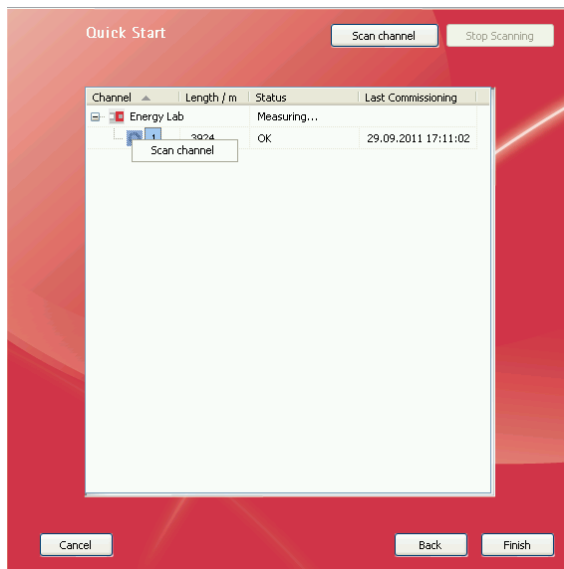 Quick Start
Scan channel Stop Scanning
Channel Length / m Status Last Commissioning
Energy Lab Measuring...
1 3924 OK 29.09.2011 17:11:02
Scan channel
Cancel Back Finish